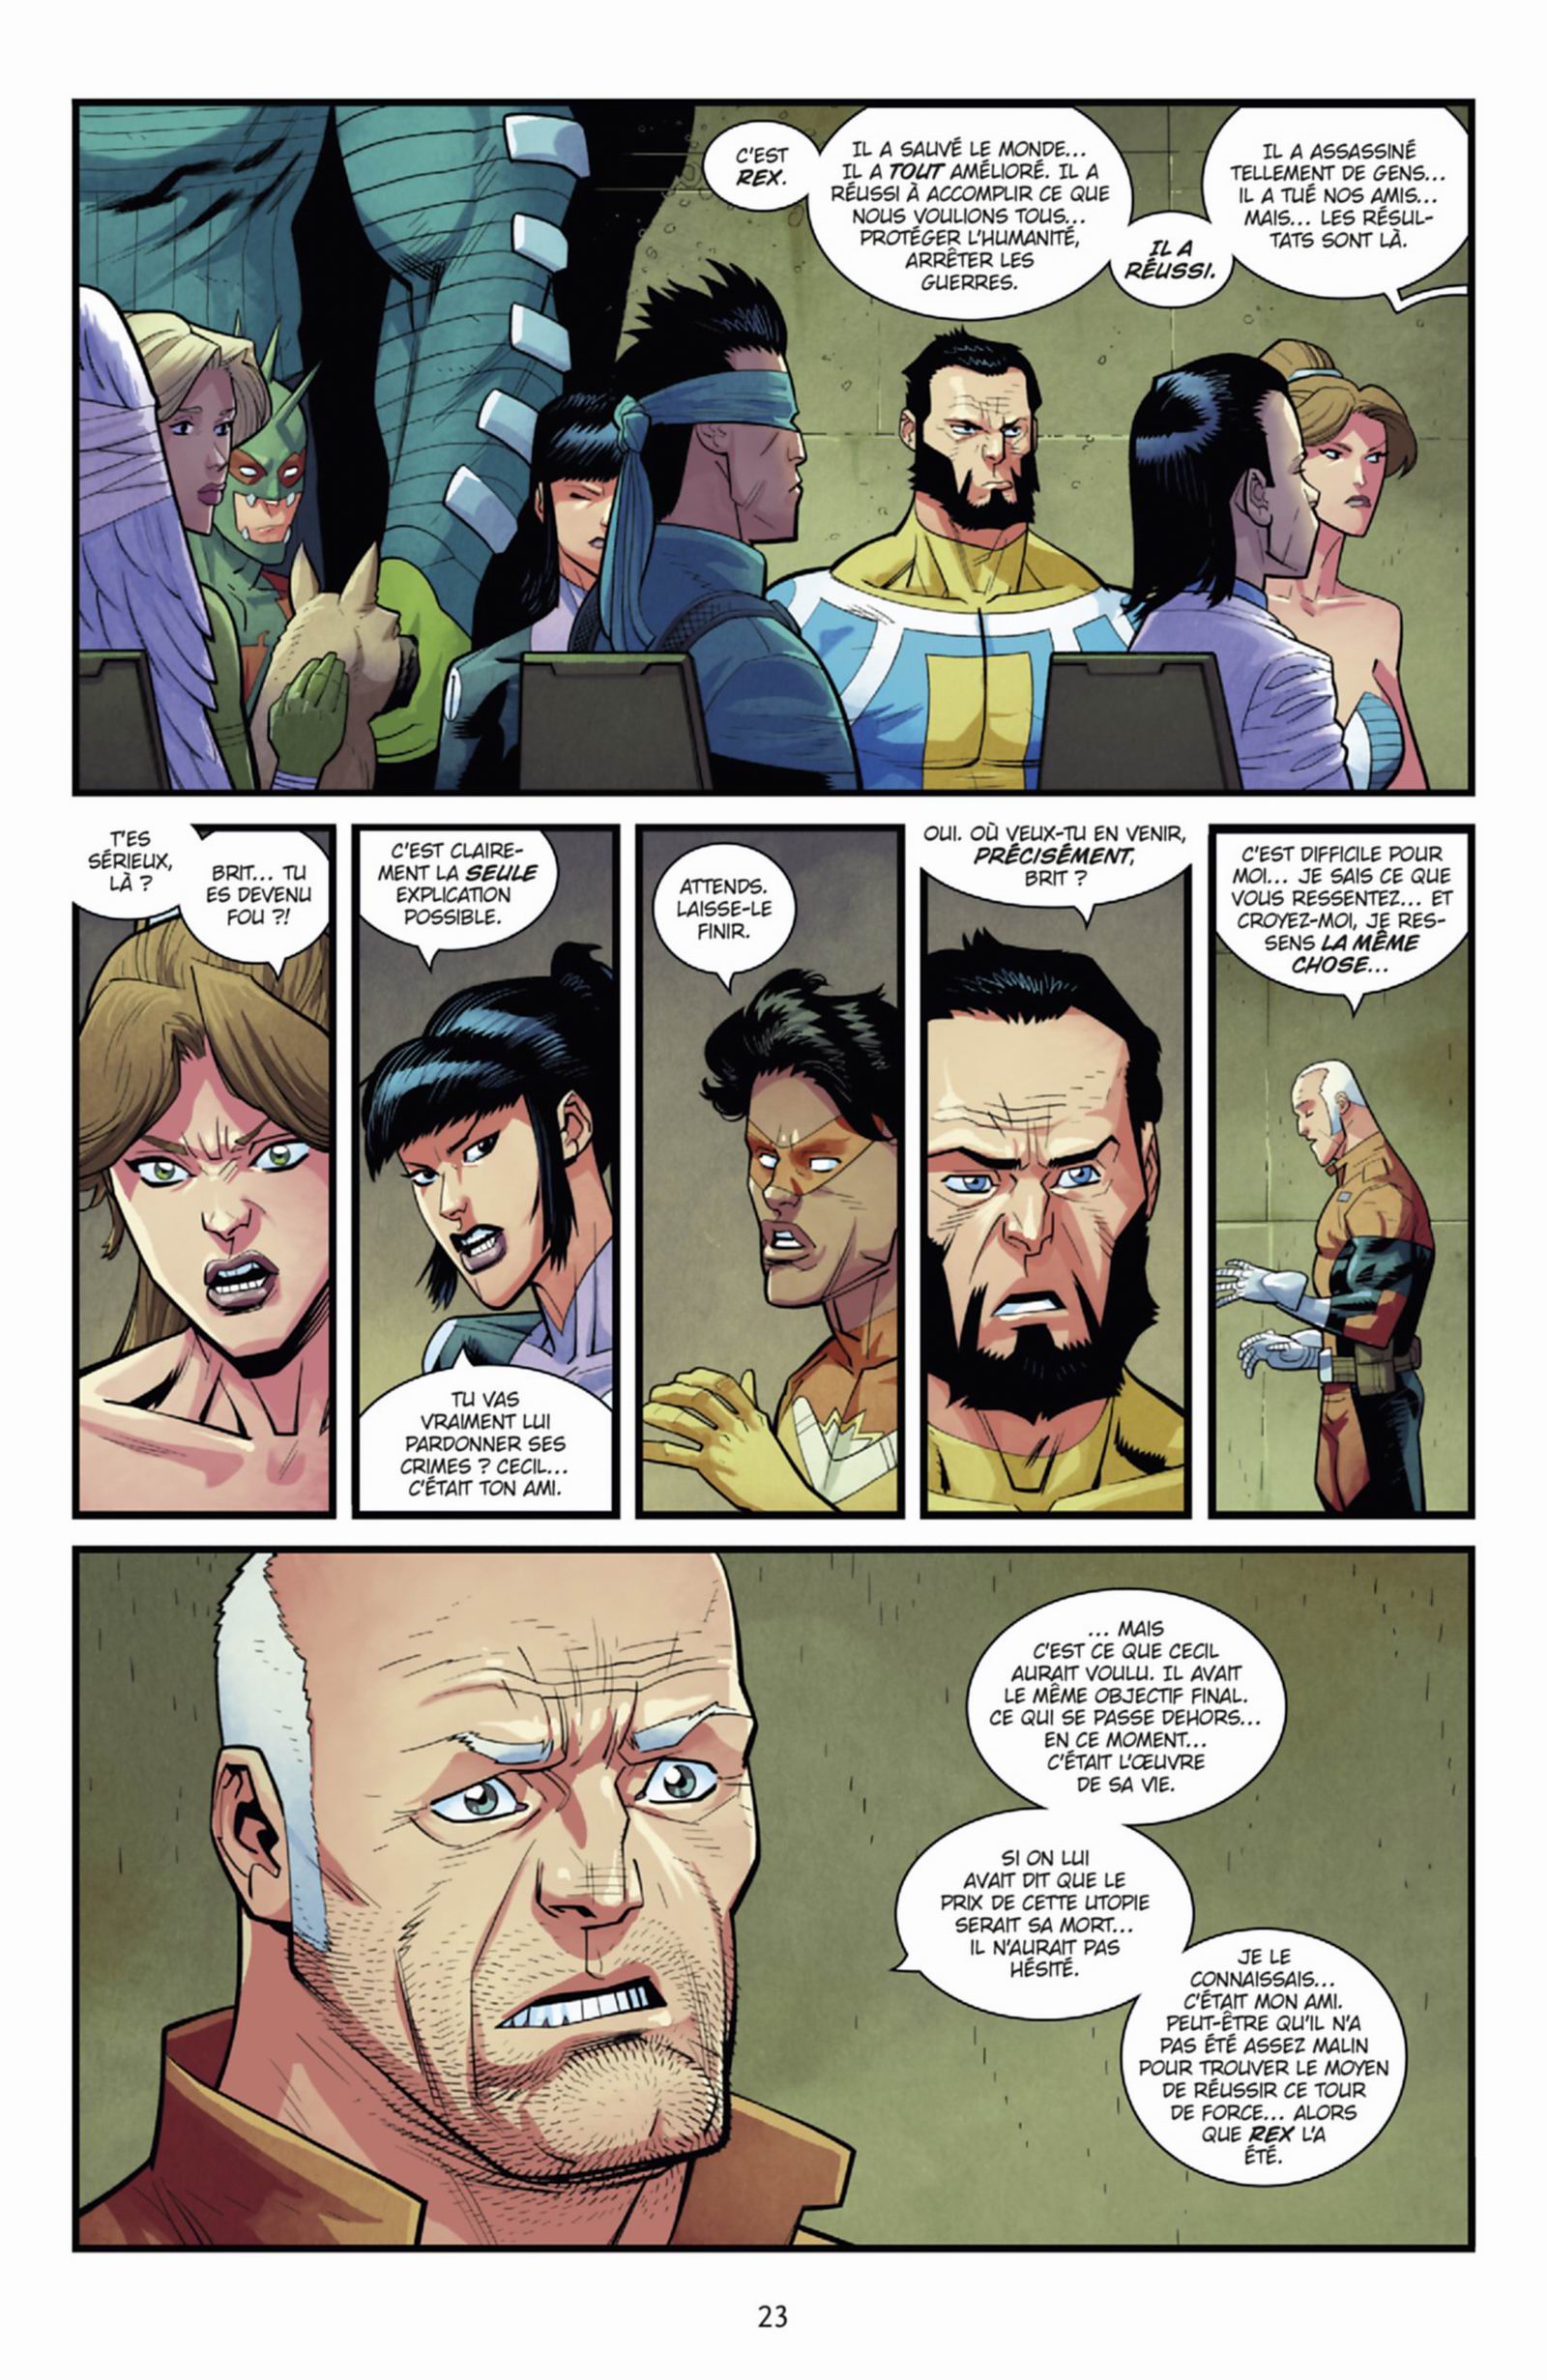 C'EST
REX.
IL A SAUVÉ LE MONDE...
IL A TOUT AMÉLIORÉ. IL A
RÉUSSI À ACCOMPLIR CE QUE
NOUS VOULIONS TOUS...
PROTÉGER L'HUMANITÉ,
ARRÊTER LES
GUERRES.
IL A
RÉUSSI.
IL A ASSASSINÉ
TELLEMENT DE GENS...
IL A TUÉ NOS AMIS...
MAIS... LES RÉSUL-
TATS SONT LÀ.
T'ES
SÉRIEUX,
LÀ ?
BRIT... TU
ES DEVENU
FOU ?!
C'EST CLAIRE-
MENT LA SEULE
EXPLICATION
POSSIBLE.
TU VAS
VRAIMENT LUI
PARDONNER SES
CRIMES ? CECIL...
C'ÉTAIT TON AMI.
ATTENDS.
LAISSE-LE
FINIR.
OUI. OÙ VEUX-TU EN VENIR,
PRÉCISÉMENT,
BRIT ?
C'EST DIFFICILE POUR
MOI... JE SAIS CE QUE
VOUS RESSENTEZ... ET
CROYEZ-MOI, JE RES-
SENS LA MÊME
CHOSE...
... MAIS
C'EST CE QUE CECIL
AURAIT VOULU. IL AVAIT
LE MÊME OBJECTIF FINAL.
CE QUI SE PASSE DEHORS...
EN CE MOMENT...
C'ÉTAIT L'ŒUVRE
DE SA VIE.
SI ON LUI
AVAIT DIT QUE LE
PRIX DE CETTE UTOPIE
SERAIT SA MORT...
IL N'AURAIT PAS
HÉSITÉ.
JE LE
CONNAISSAIS...
C'ÉTAIT MON AMI.
PEUT-ÊTRE QU'IL N'A
PAS ÉTÉ ASSEZ MALIN
POUR TROUVER LE MOYEN
DE RÉUSSIR CE TOUR
DE FORCE... ALORS
QUE REX L'A
ÉTÉ.
23